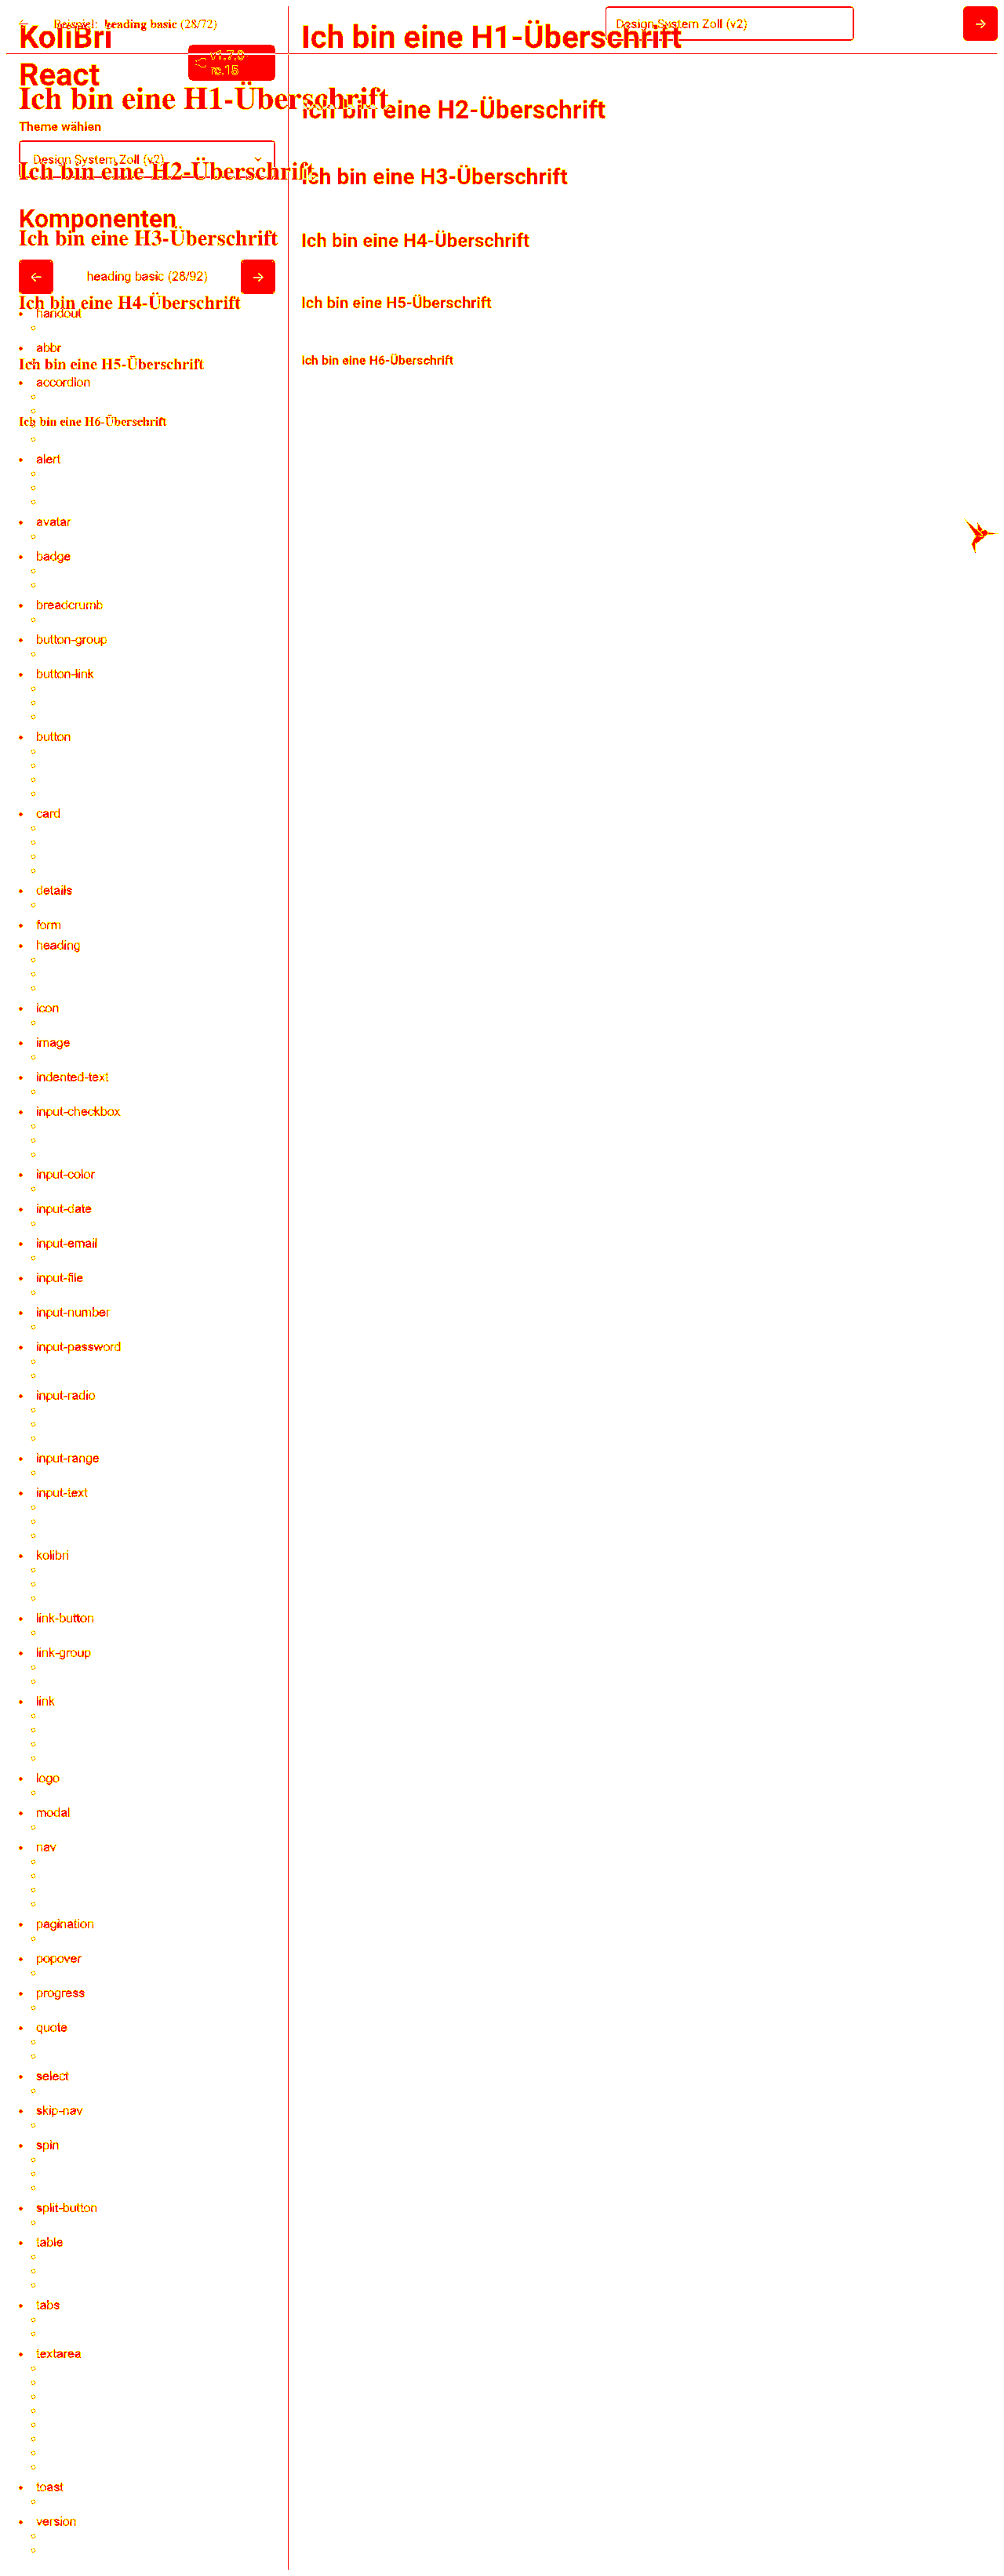 Beispiel: heading basic (28/72)
Design System Zoll (v2)
KoliBri
React
v1.7.0-
rc.15
Ich bin eine H1-Überschrift
Theme wählen
Design System Zoll (v2)
Ich bin eine H2-Überschrift
Komponenten
Ich bin eine H3-Überschrift
heading basic (28/92)
Ich bin eine H4-Überschrift
handout
abbr
Ich bin eine H5-Überschrift
accordion
Ich bin eine H6-Überschrift
alert
avatar
badge
breadcrumb
button-group
button-link
button
card
details
form
heading
icon
image
indented-text
input-checkbox
input-color
input-date
input-email
input-file
input-number
input-password
input-radio
input-range
input-text
kolibri
link-button
link-group
link
logo
modal
nav
pagination
popover
progress
quote
select
skip-nav
spin
split-button
table
tabs
textarea
toast
version
Ich bin eine H1-Überschrift
Ich bin eine H2-Überschrift
Ich bin eine H3-Überschrift
Ich bin eine H4-Überschrift
Ich bin eine H5-Überschrift
Ich bin eine H6-Überschrift